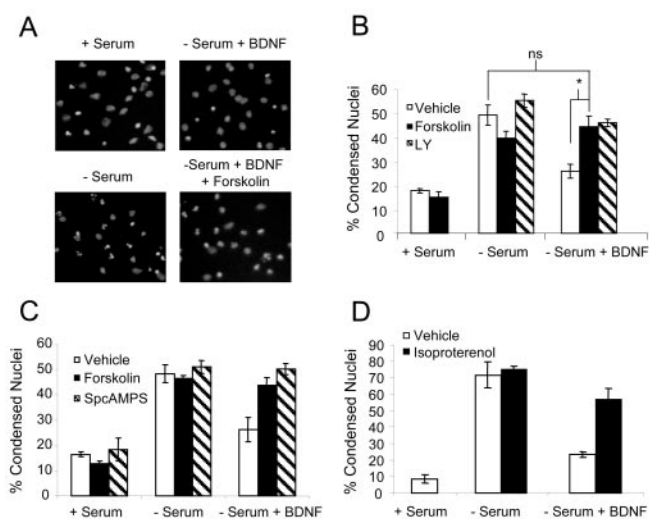 A
+ Serum
- Serum + BDNF
- Serum
-Serum + BDNF
+ Forskolin
B
ns
*
% Condensed Nuclei
60
50
40
30
20
10
Vehicle
Forskolin
LY
+ Serum
- Serum
- Serum + BDNF
C
% Condensed Nuclei
60
50
40
30
20
10
0
Vehicle
Forskolin
SpcAMPS
+ Serum
- Serum
- Serum + BDNF
D
% Condensed Nuclei
90
80
70
60
50
40
30
20
10
0
Vehicle
Isoproterenol
+ Serum
- Serum
- Serum + BDNF